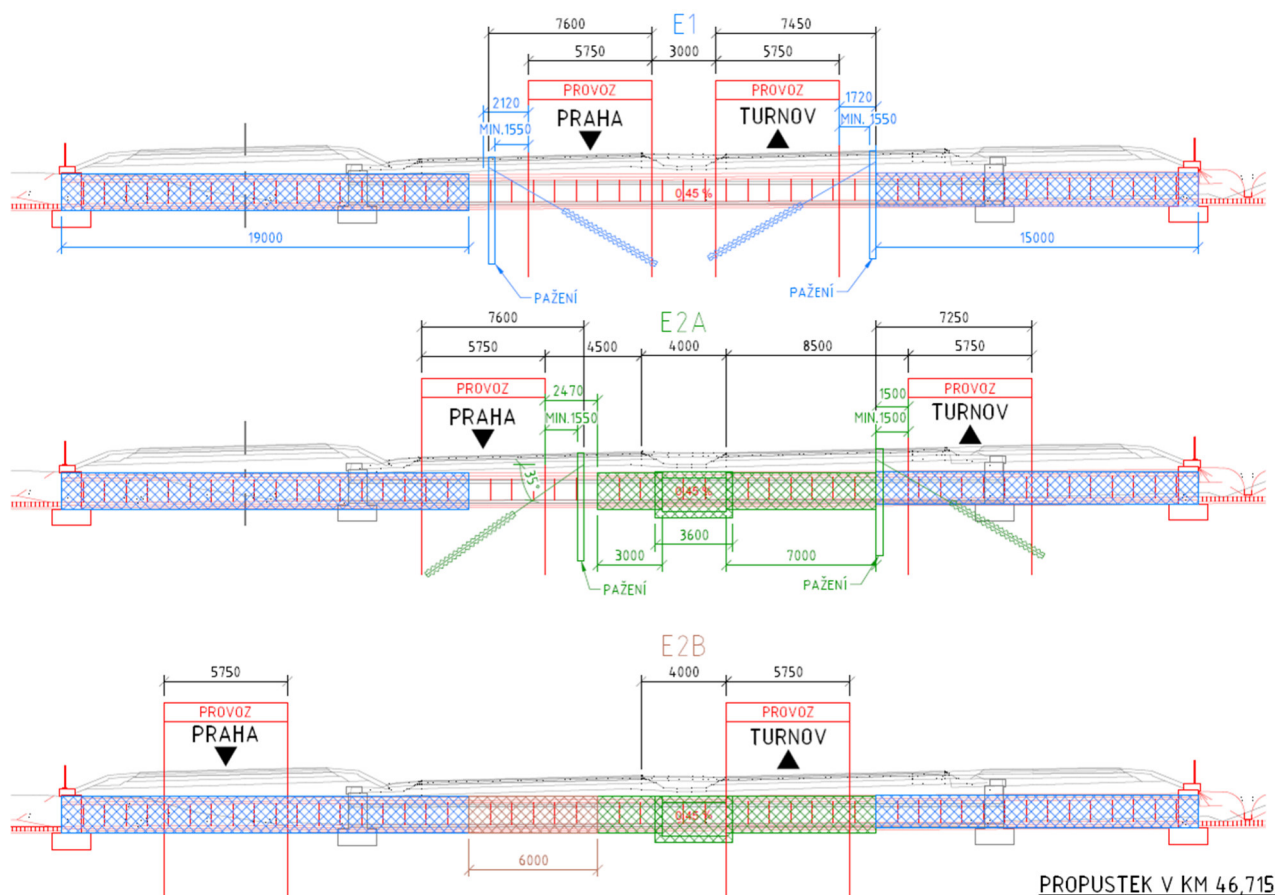 E1
7600
7450
5750
3000
5750
PROVOZ
PROVOZ
2120
PRAHA
TURNOV
1720
MIN.1550
MIN. 1550
0,45 %
19000
15000
PAŽENÍ
PAŽENÍ
E2A
7600
7250
5750
4500
4000
8500
5750
PROVOZ
2470
1500
PROVOZ
PRAHA
MIN.1550
MIN.1500
TURNOV
35°
0,45 %
3600
3000
7000
PAŽENÍ
PAŽENÍ
E2B
5750
4000
5750
PROVOZ
PROVOZ
PRAHA
TURNOV
0,45 %
6000
PROPUSTEK V KM 46,715